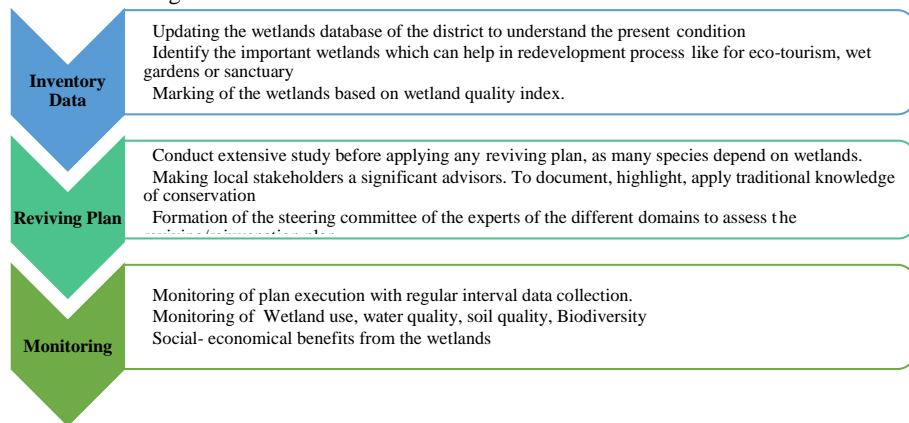 Updating the wetlands database of the district to understand the present condition
Identify the important wetlands which can help in redevelopment process like for eco-tourism, wet
gardens or sanctuary
Marking of the wetlands based on wetland quality index.
Inventory
Data
Conduct extensive study before applying any reviving plan, as many species depend on wetlands.
Making local stakeholders a significant advisors. To document, highlight, apply traditional knowledge
of conservation
Formation of the steering committee of the experts of the different domains to assess the
Reviving Plan
Monitoring of plan execution with regular interval data collection.
Monitoring of Wetland use, water quality, soil quality, Biodiversity
Social- economical benefits from the wetlands
Monitoring